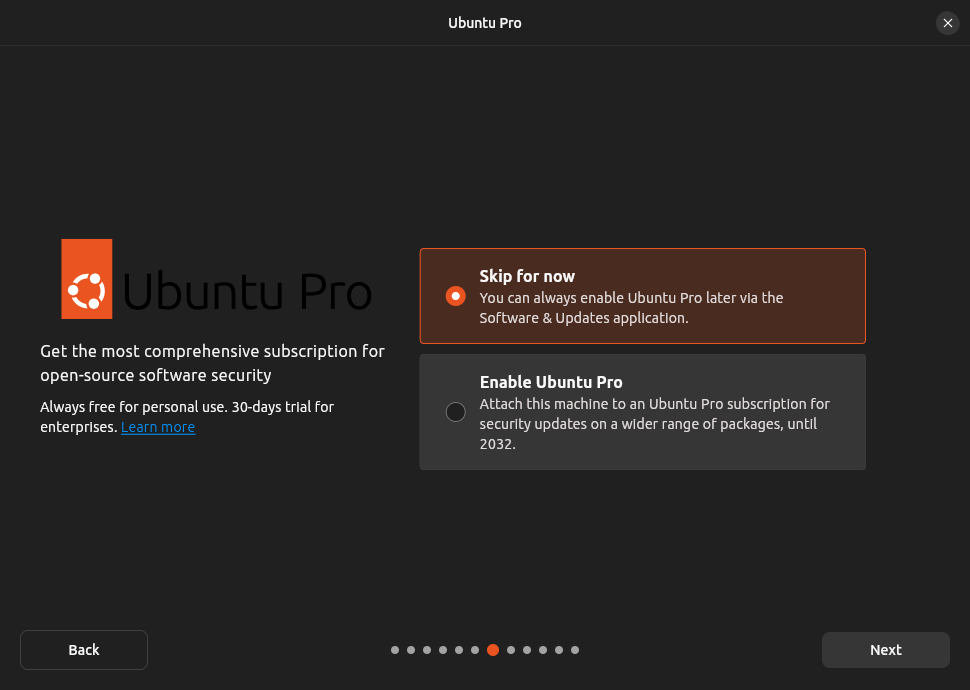 Ubuntu Pro
Ubuntu Pro
Get the most comprehensive subscription for
open-source software security
Always free for personal use. 30-days trial for
enterprises. Learn more
Skip for now
You can always enable Ubuntu Pro later via the
Software & Updates application.
Enable Ubuntu Pro
Attach this machine to an Ubuntu Pro subscription for
security updates on a wider range of packages, until
2032.
Back
Next